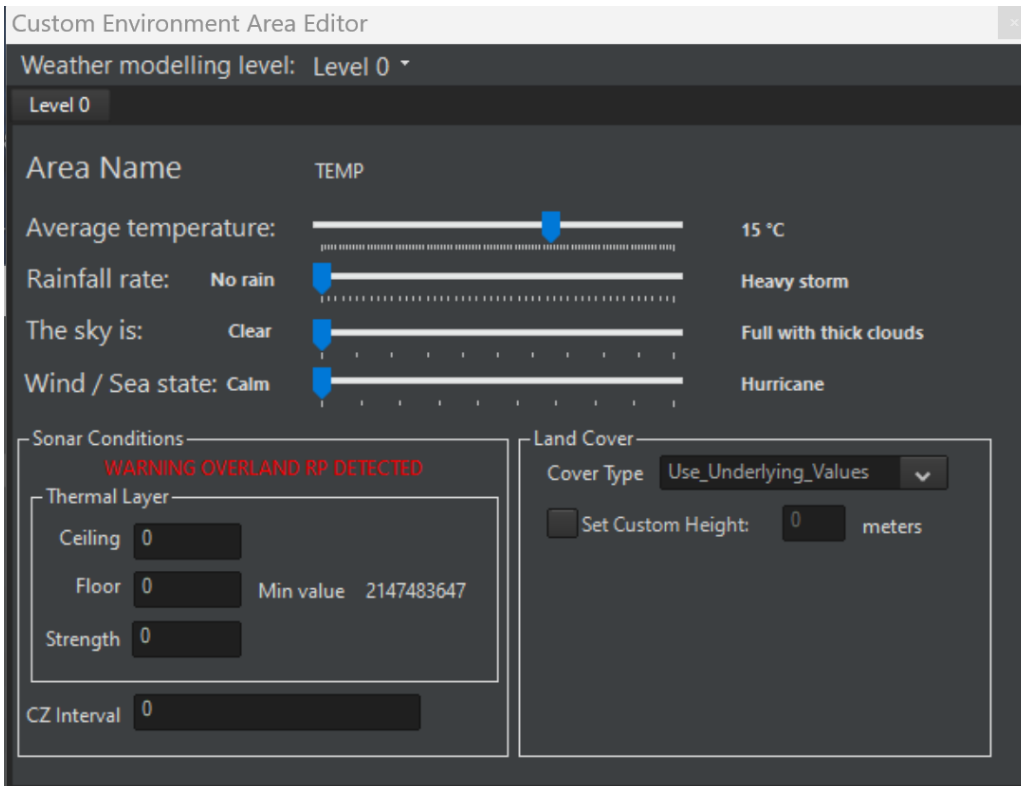 Custom Environment Area Editor
Weather modelling level: Level 0
Level 0
Area Name TEMP
Average temperature: 15 °C
Rainfall rate: No rain Heavy storm
The sky is: Clear Full with thick clouds
Wind / Sea state: Calm Hurricane
Sonar Conditions
WARNING OVERLAND RP DETECTED
Thermal Layer
Ceiling 0
Floor 0 Min value 2147483647
Strength 0
CZ Interval 0
Land Cover
Cover Type Use_Underlying_Values
Set Custom Height: 0 meters